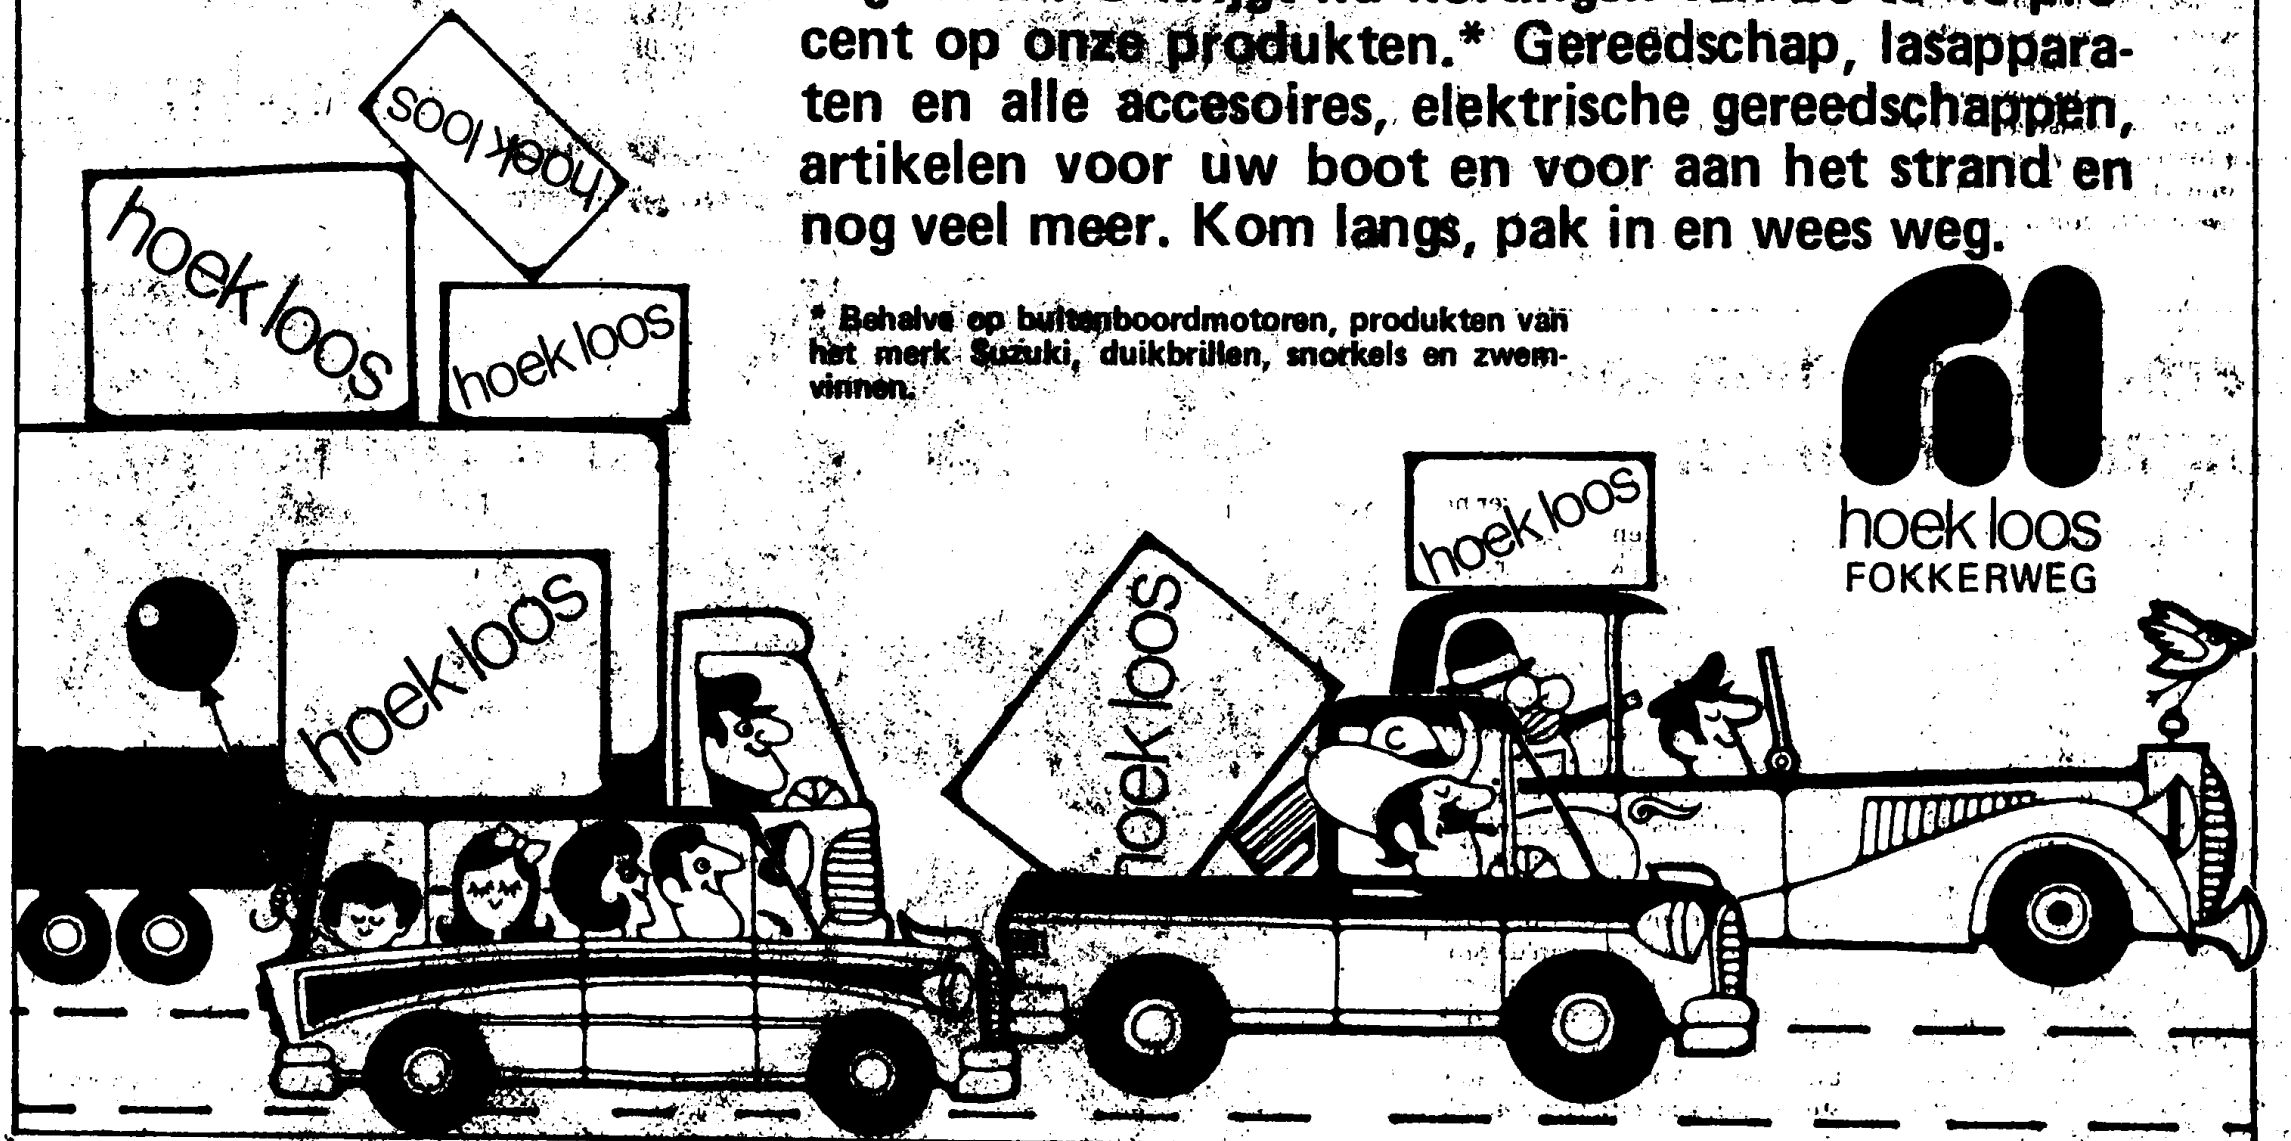 cent op onze produkten.* Gereedschap, lasappara-
ten en alle accesoires, elektrische gereedschappen,
artikelen voor uw boot en voor aan het strand en
nog veel meer. Kom langs, pak in en wees weg.
* Behalve op buitenboordmotoren, produkten van
het merk Suzuki, duikbrillen, snorkels en zwem-
vinnen.
hoek loos
hoek loos
hoek loos
hoek loos
hoek loos
hoek loos
hoek loos
FOKKERWEG